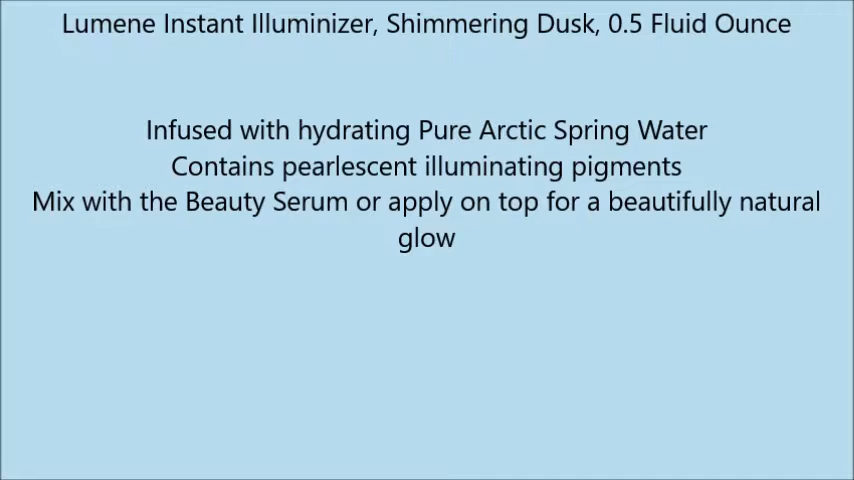 Lumene Instant Illuminizer, Shimmering Dusk, 0.5 Fluid Ounce
Infused with hydrating Pure Arctic Spring Water
Contains pearlescent illuminating pigments
Mix with the Beauty Serum or apply on top for a beautifully natural
glow